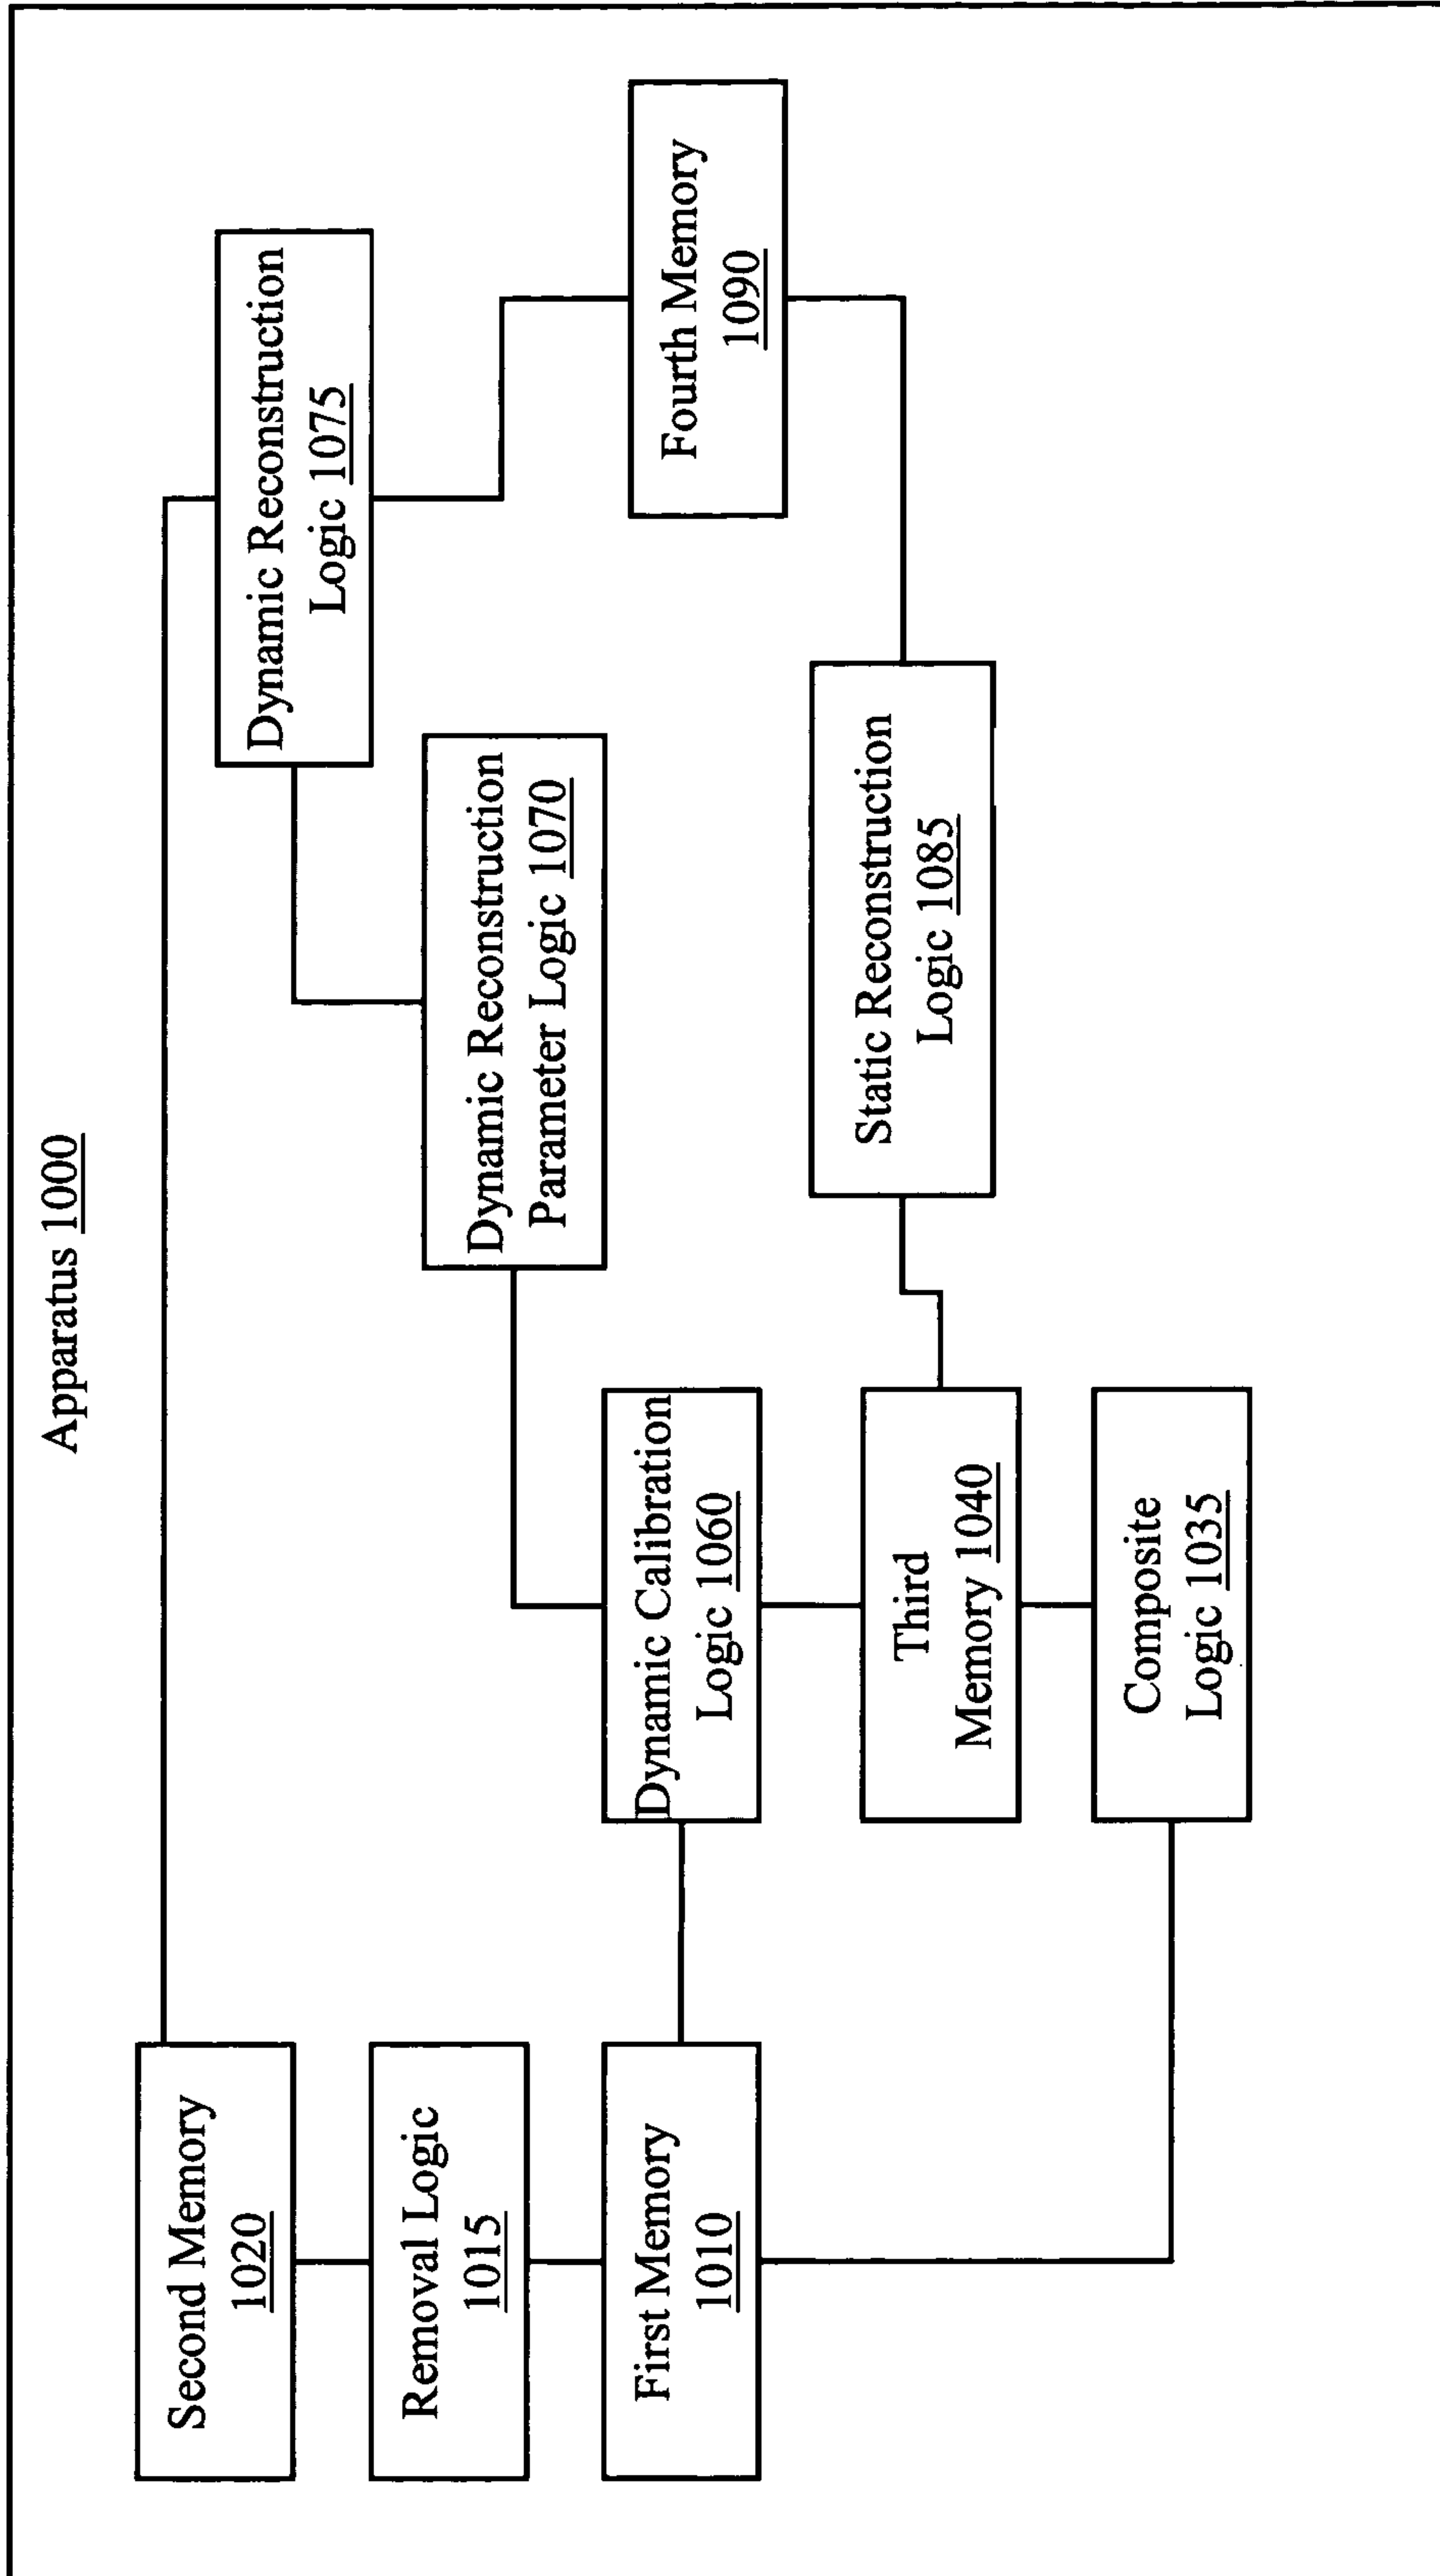 Apparatus 1000
Second Memory
1020
Removal Logic
1015
First Memory
1010
Dynamic Calibration
Logic 1060
Third
Memory 1040
Composite
Logic 1035
Dynamic Reconstruction
Parameter Logic 1070
Dynamic Reconstruction
Logic 1075
Static Reconstruction
Logic 1085
Fourth Memory
1090